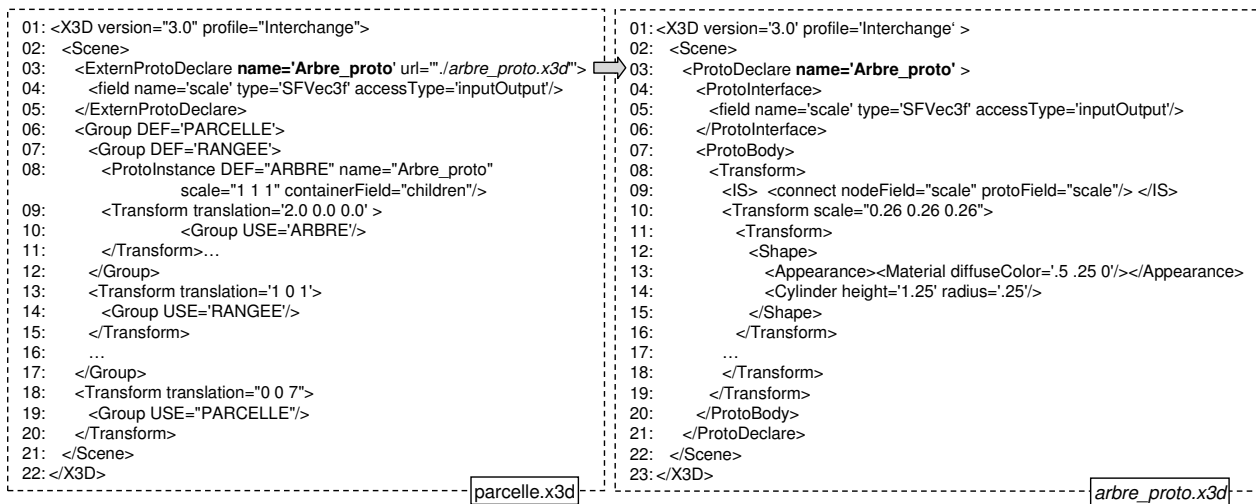 01: <X3D version="3.0" profile="Interchange">
02: <Scene>
03: <ExternProtoDeclare name='Arbre_proto' url='"./arbre_proto.x3d"'>
04: <field name='scale' type='SFVec3f' accessType='inputOutput'/>
05: </ExternProtoDeclare>
06: <Group DEF='PARCELLE'>
07: <Group DEF='RANGEE'>
08: <ProtoInstance DEF="ARBRE" name="Arbre_proto"
scale="1 1 1" containerField="children"/>
09: <Transform translation='2.0 0.0 0.0' >
10: <Group USE='ARBRE'/>
11: </Transform>...
12: </Group>
13: <Transform translation='1 0 1'>
14: <Group USE='RANGEE'/>
15: </Transform>
16: ...
17: </Group>
18: <Transform translation="0 0 7">
19: <Group USE="PARCELLE"/>
20: </Transform>
21: </Scene>
22: </X3D>
parcelle.x3d
01: <X3D version='3.0' profile='Interchange‘ >
02: <Scene>
03: <ProtoDeclare name='Arbre_proto' >
04: <ProtoInterface>
05: <field name='scale' type='SFVec3f' accessType='inputOutput'/>
06: </ProtoInterface>
07: <ProtoBody>
08: <Transform>
09: <IS> <connect nodeField="scale" protoField="scale"/> </IS>
10: <Transform scale="0.26 0.26 0.26">
11: <Transform>
12: <Shape>
13: <Appearance><Material diffuseColor='.5 .25 0'/></Appearance>
14: <Cylinder height='1.25' radius='.25'/>
15: </Shape>
16: </Transform>
17: ...
18: </Transform>
19: </Transform>
20: </ProtoBody>
21: </ProtoDeclare>
22: </Scene>
23: </X3D>
arbre_proto.x3d